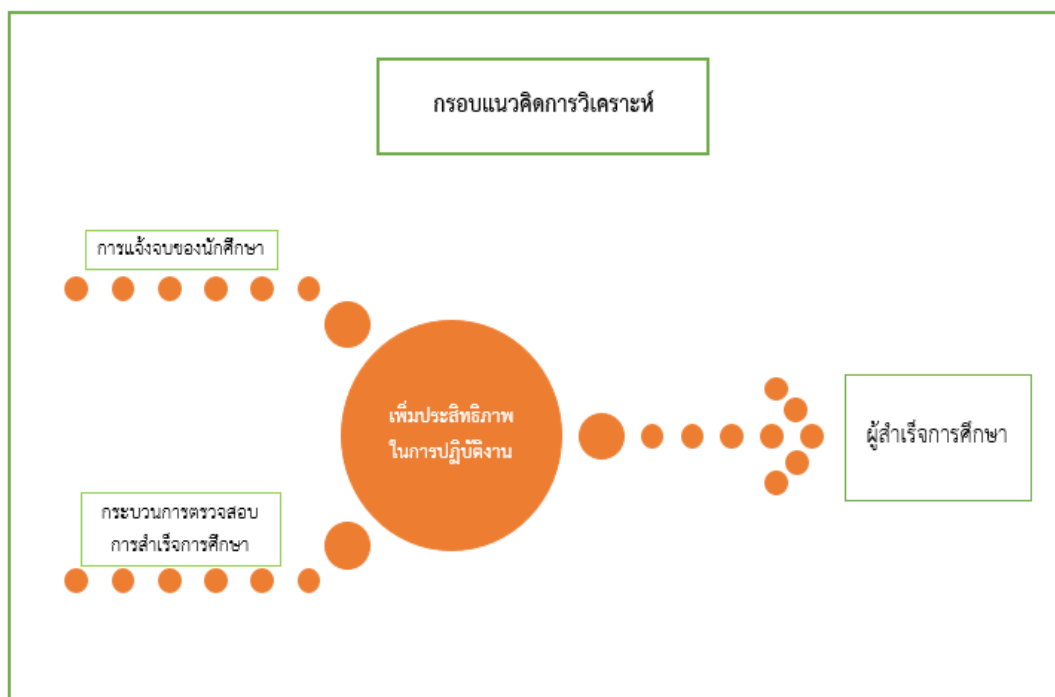 กรอบแนวคิดการวิเคราะห์
การแจ้งจบของนักศึกษา
เพิ่มประสิทธิภาพ
ในการปฏิบัติงาน
ผู้สำเร็จการศึกษา
กระบวนการตรวจสอบ
การสำเร็จการศึกษา